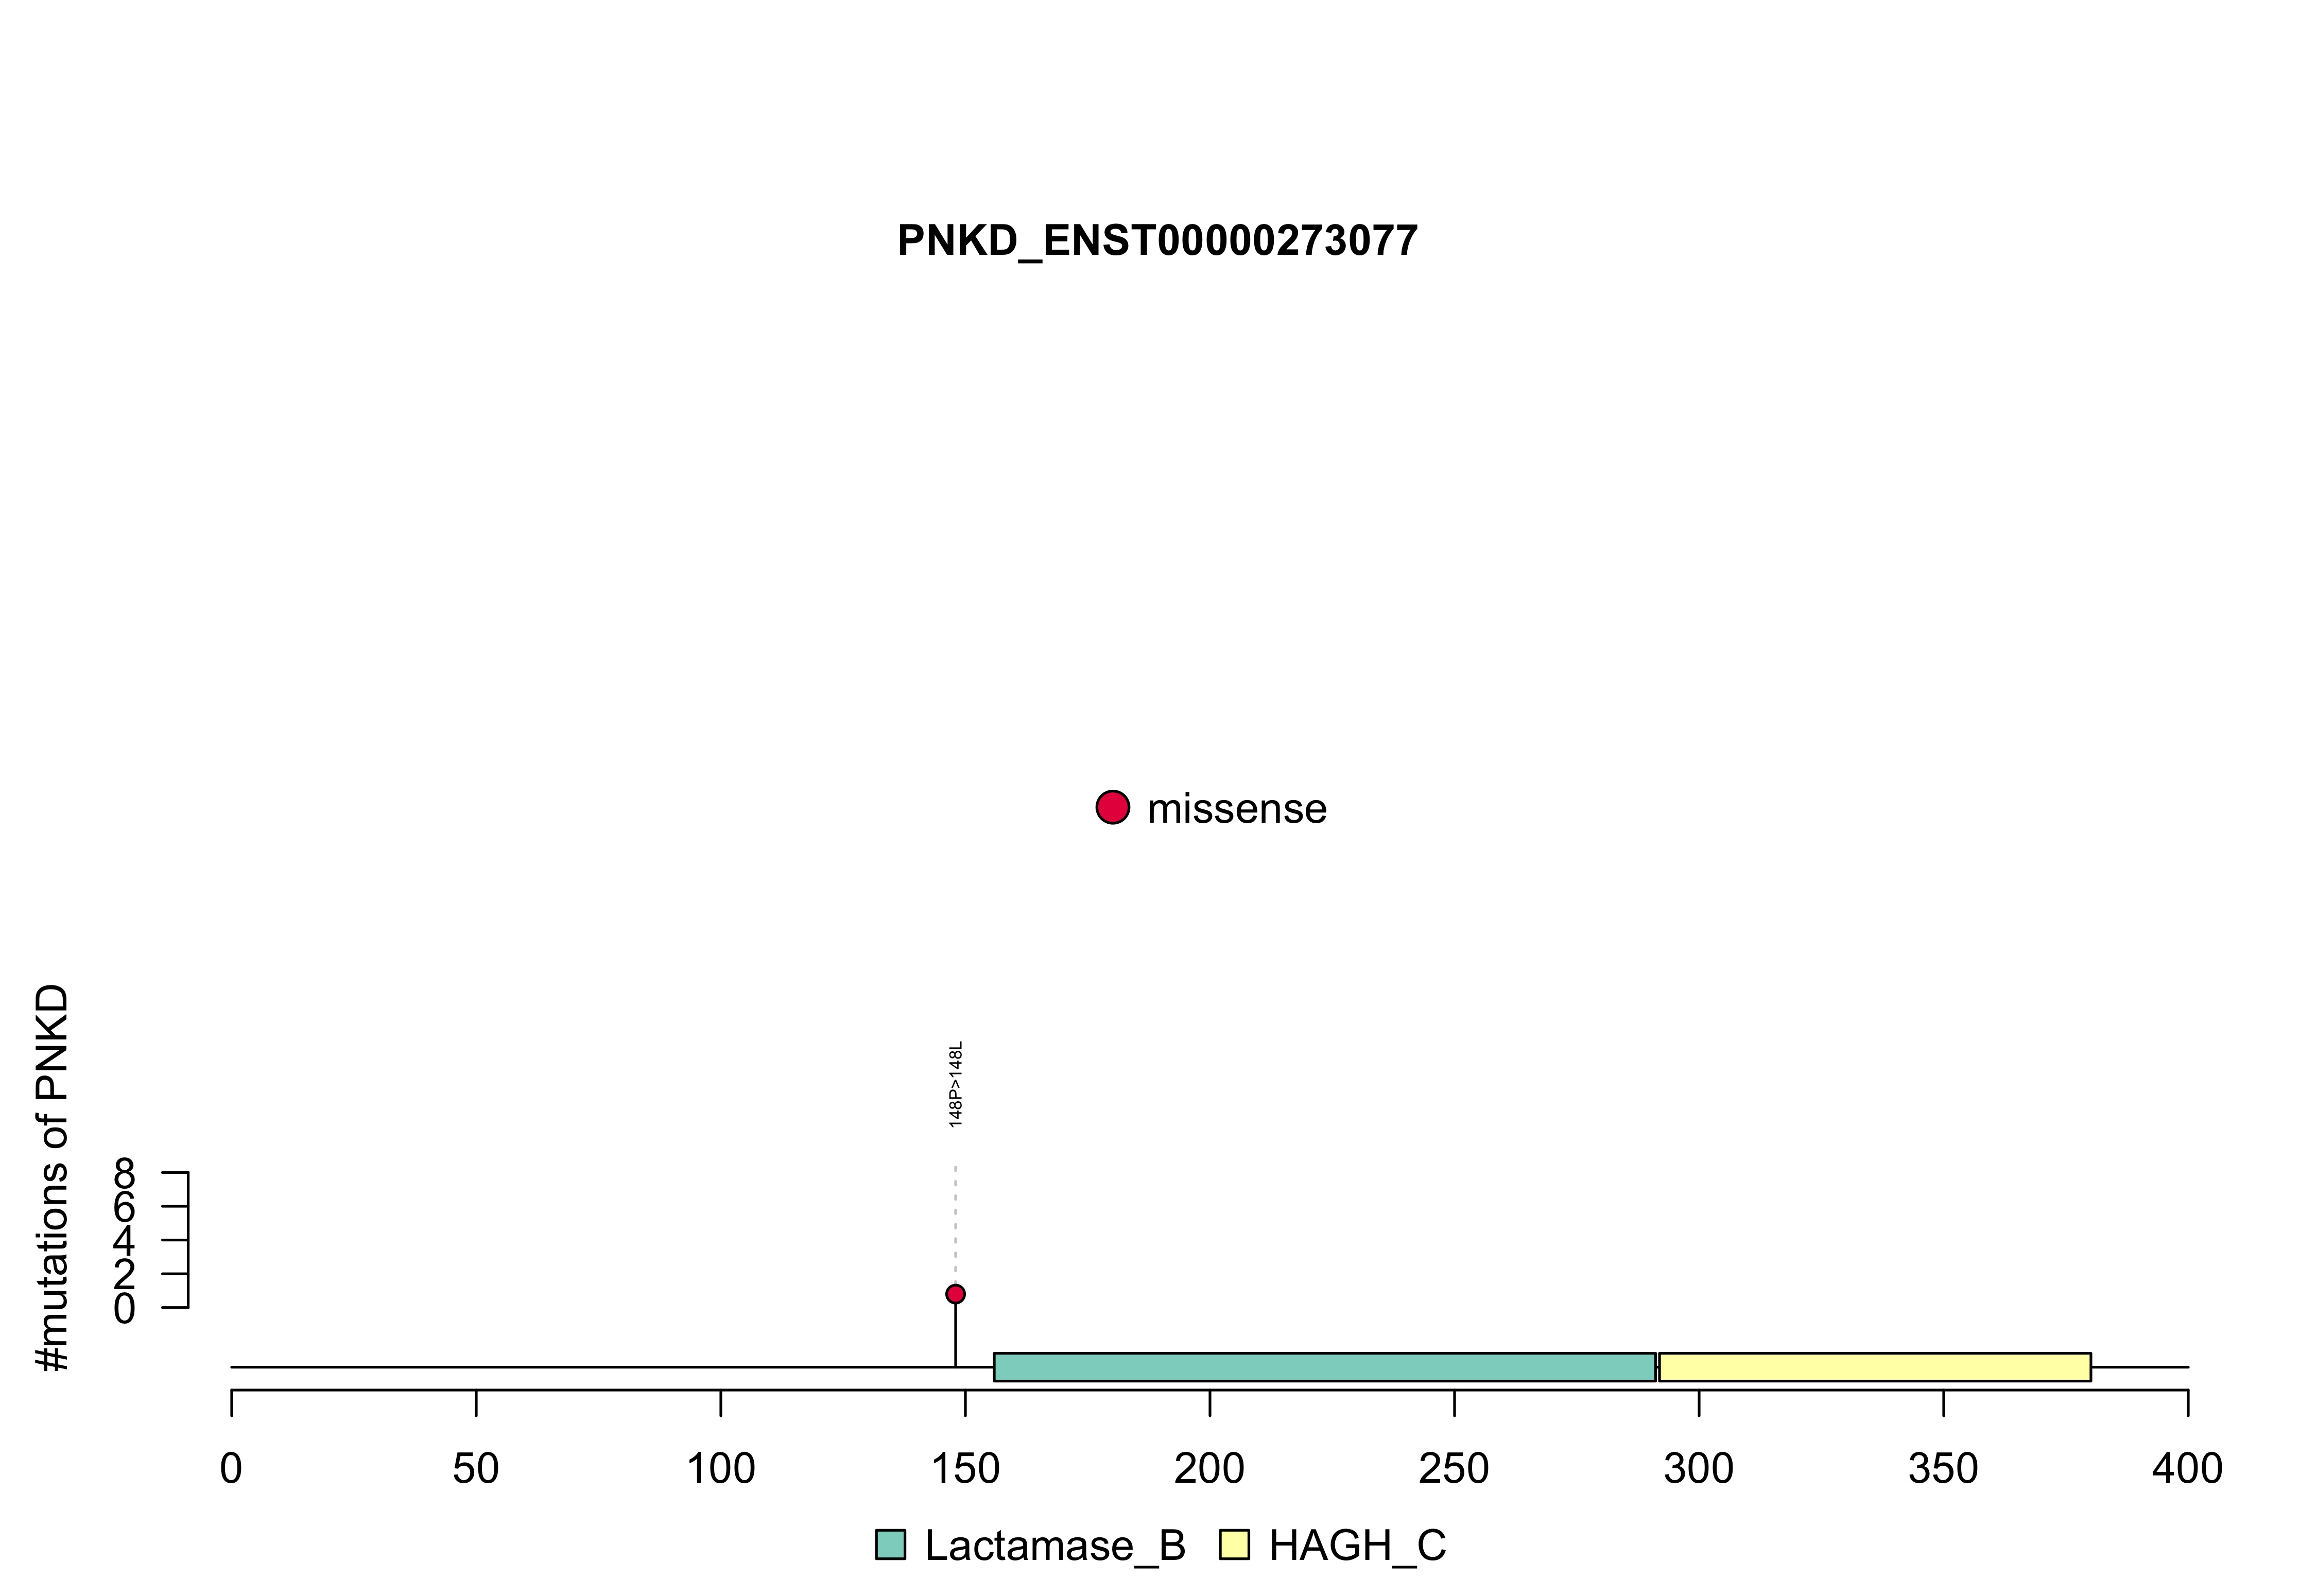 PNKD_ENST00000273077
missense
#mutations of PNKD
148P>148L
8
6
4
2
0
0 50 100 150 200 250 300 350 400
Lactamase_B HAGH_C